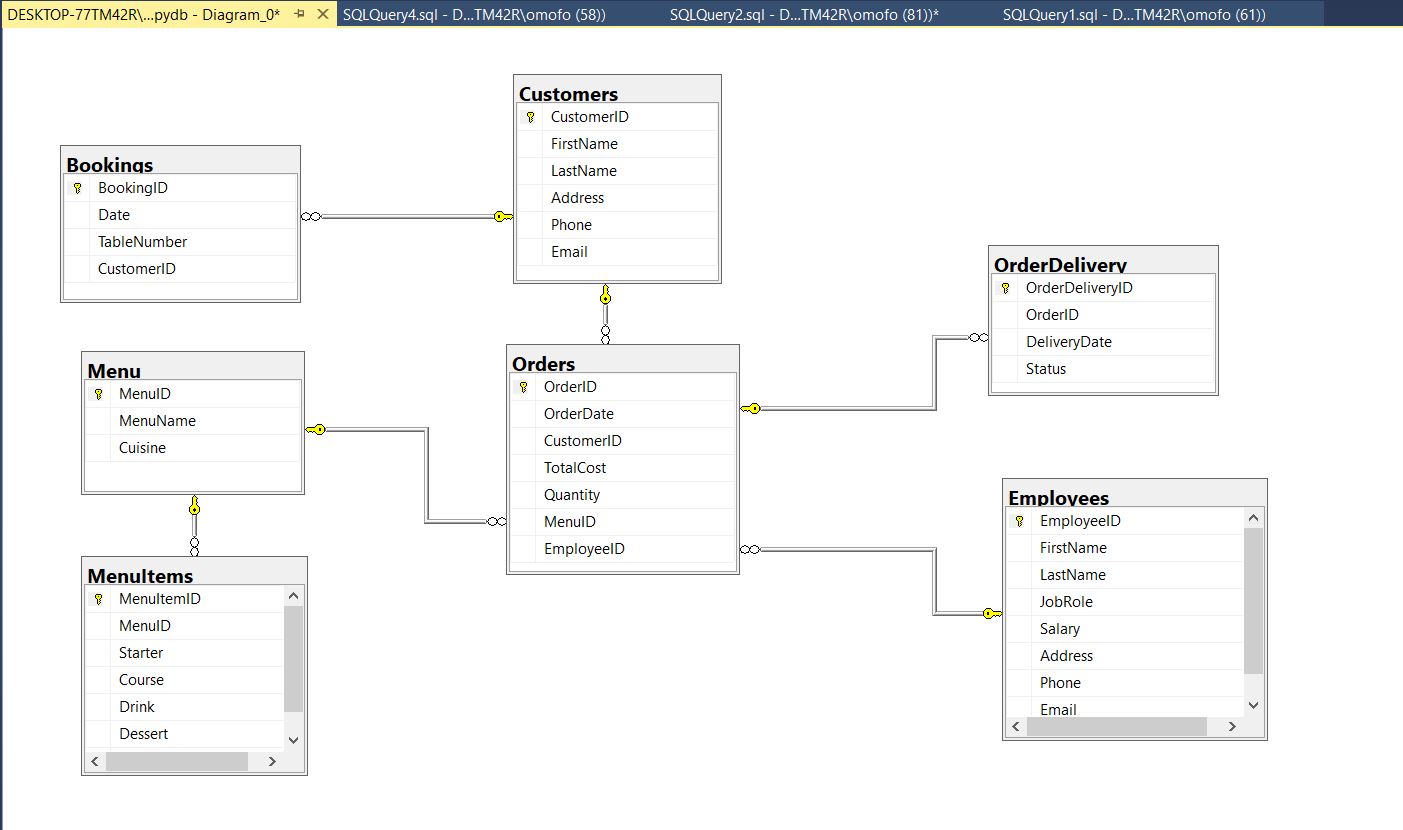 DESKTOP-77TM42R\...pydb - Diagram_0*
SQLQuery4.sql - D...TM42R\omofo (58))
SQLQuery2.sql - D...TM42R\omofo (81))*
SQLQuery1.sql - D...TM42R\omofo (61))
Customers
CustomerID
FirstName
LastName
Address
Phone
Email
Bookings
BookingID
Date
TableNumber
CustomerID
OrderDelivery
OrderDeliveryID
OrderID
DeliveryDate
Status
Menu
MenuID
MenuName
Cuisine
Orders
OrderID
OrderDate
CustomerID
TotalCost
Quantity
MenuID
EmployeeID
Employees
EmployeeID
FirstName
LastName
JobRole
Salary
Address
Phone
Email
MenuItems
MenuItemID
MenuID
Starter
Course
Drink
Dessert